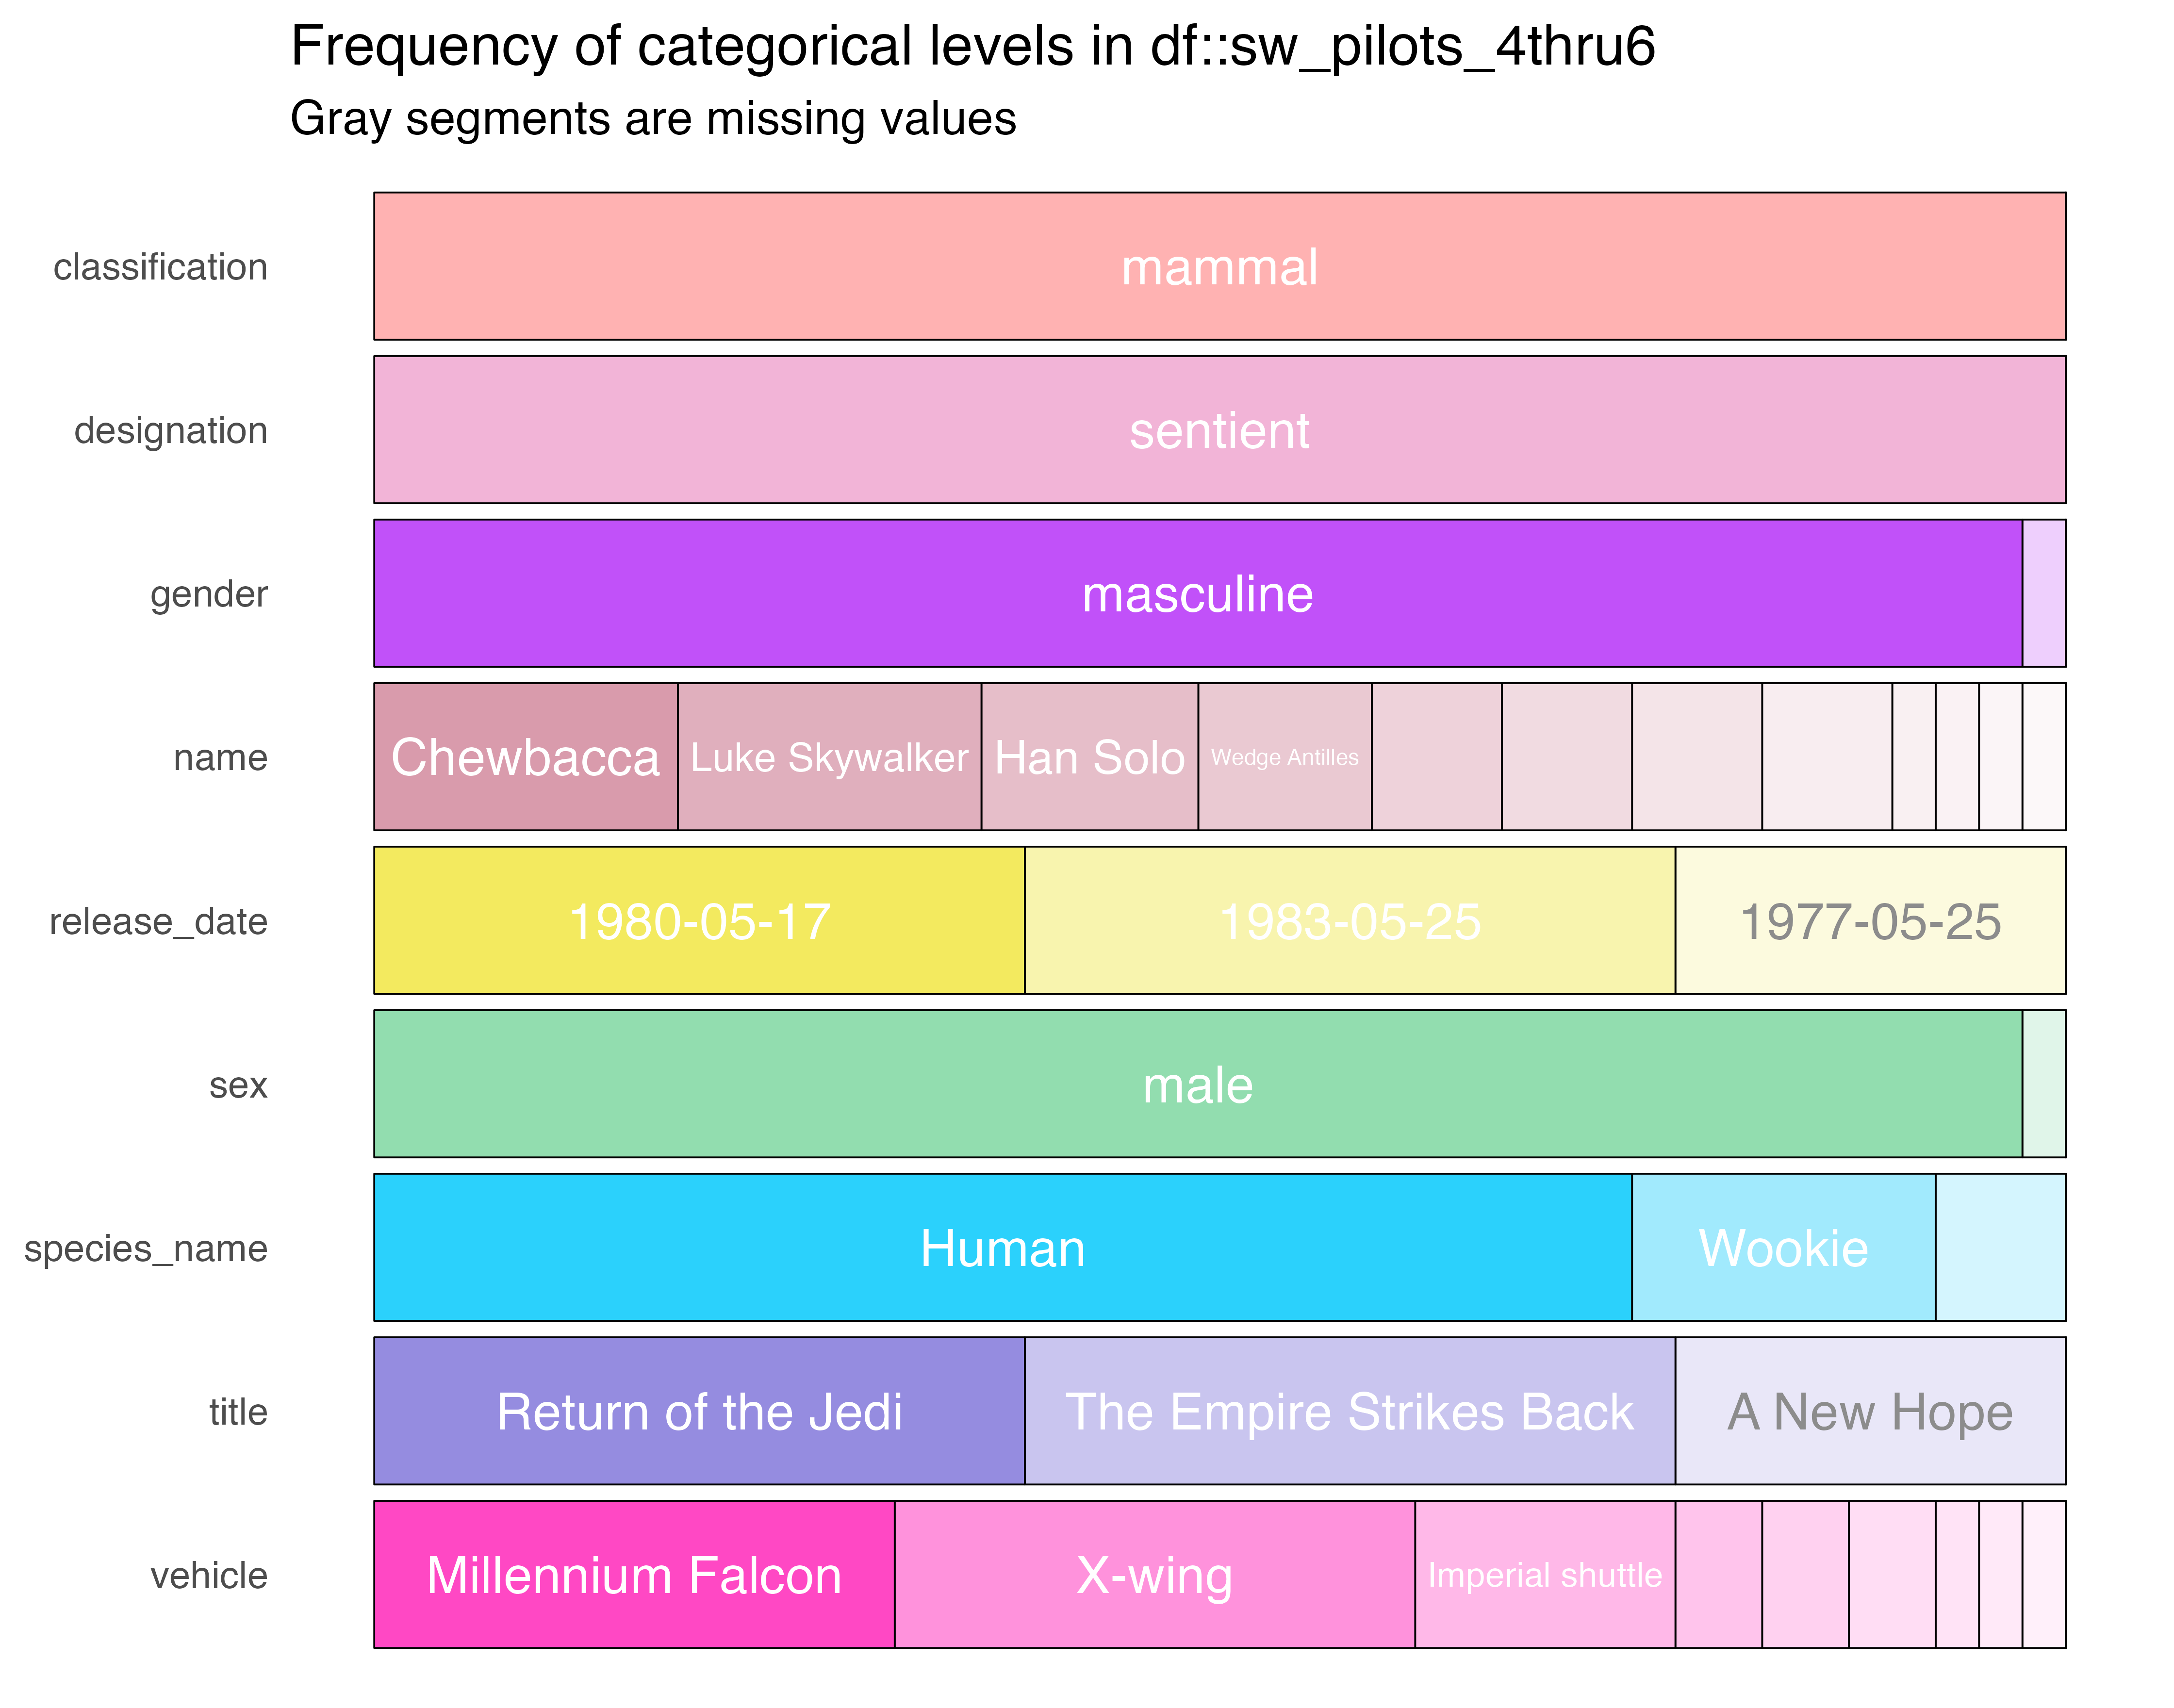 Frequency of categorical levels in df::sw_pilots_4thru6
Gray segments are missing values
classification
mammal
designation
sentient
gender
masculine
name
Chewbacca
Luke Skywalker
Han Solo
Wedge Antilles
release_date
1980-05-17
1983-05-25
1977-05-25
sex
male
species_name
Human
Wookie
title
Return of the Jedi
The Empire Strikes Back
A New Hope
vehicle
Millennium Falcon
X-wing
Imperial shuttle